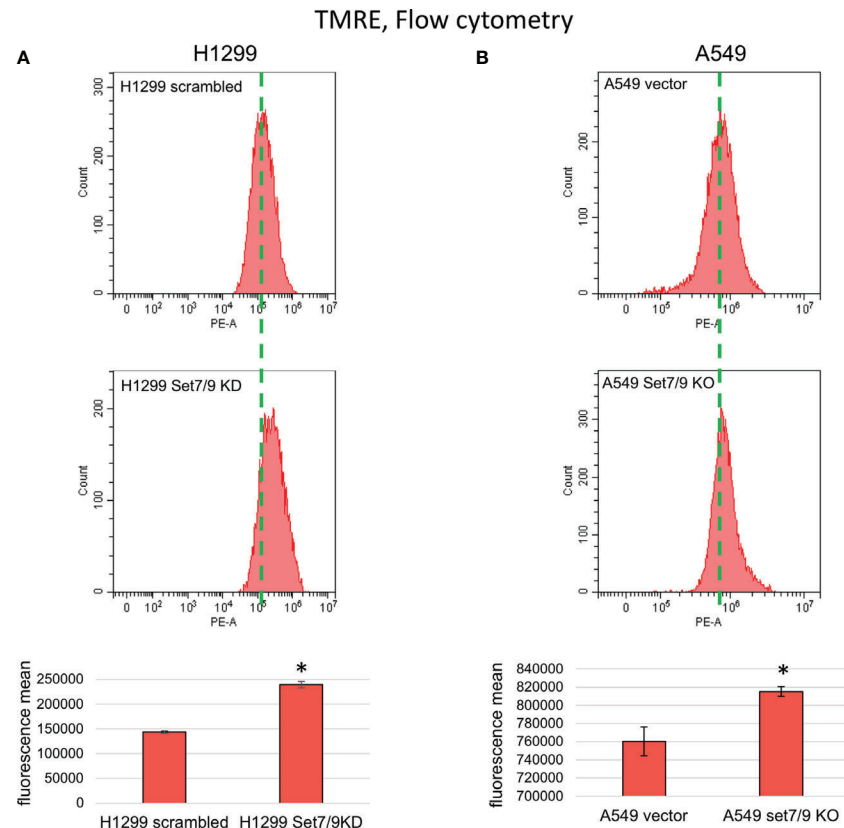 TMRE, Flow cytometry
A
H1299
H1299 scrambled
Count
300
200
100
0
0 10² 10³ 10⁴ 10⁵ 10⁶ 10⁷
PE-A
H1299 Set7/9 KD
Count
200
100
0
0 10² 10³ 10⁴ 10⁵ 10⁶ 10⁷
PE-A
fluorescence mean
250000
200000
150000
100000
50000
0
*
H1299 scrambled H1299 Set7/9KD
B
A549
A549 vector
Count
200
100
0
0 10⁵ 10⁶ 10⁷
PE-A
A549 Set7/9 KO
Count
300
200
100
0
0 10⁵ 10⁶ 10⁷
PE-A
fluorescence mean
840000
820000
800000
780000
760000
740000
720000
700000
*
A549 vector A549 set7/9 KO